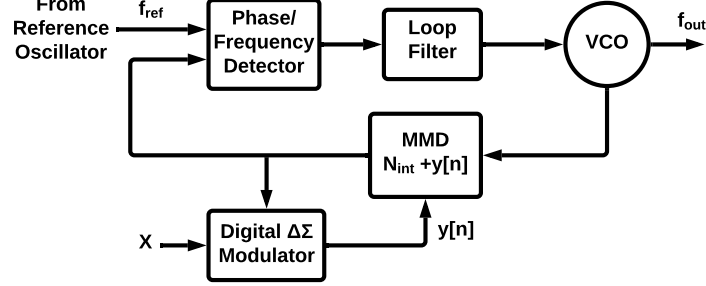 From
Reference
Oscillator
fref
Phase/
Frequency
Detector
Loop
Filter
VCO
fout
MMD
Nint +y[n]
X
Digital ΔΣ
Modulator
y[n]